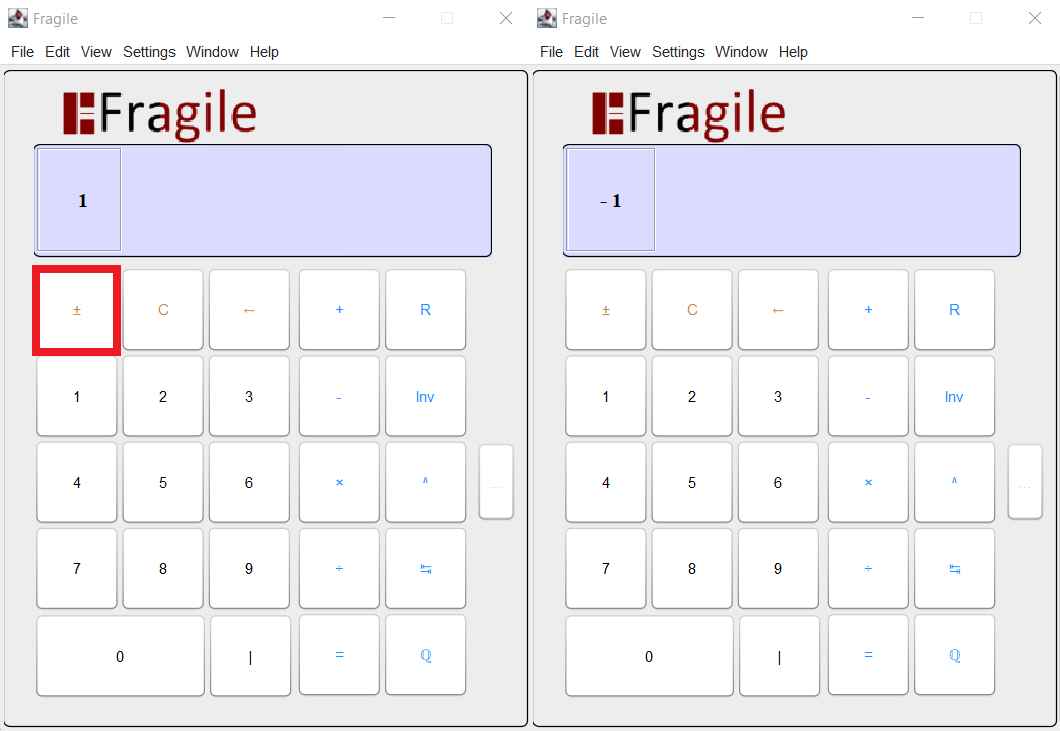 Fragile
File Edit View Settings Window Help
Fragile
1
± C ← + R
1 2 3 - Inv
4 5 6 × ^
...
7 8 9 ÷ ↹
0 | = ℚ
Fragile
File Edit View Settings Window Help
Fragile
- 1
± C ← + R
1 2 3 - Inv
4 5 6 × ^
...
7 8 9 ÷ ↹
0 | = ℚ